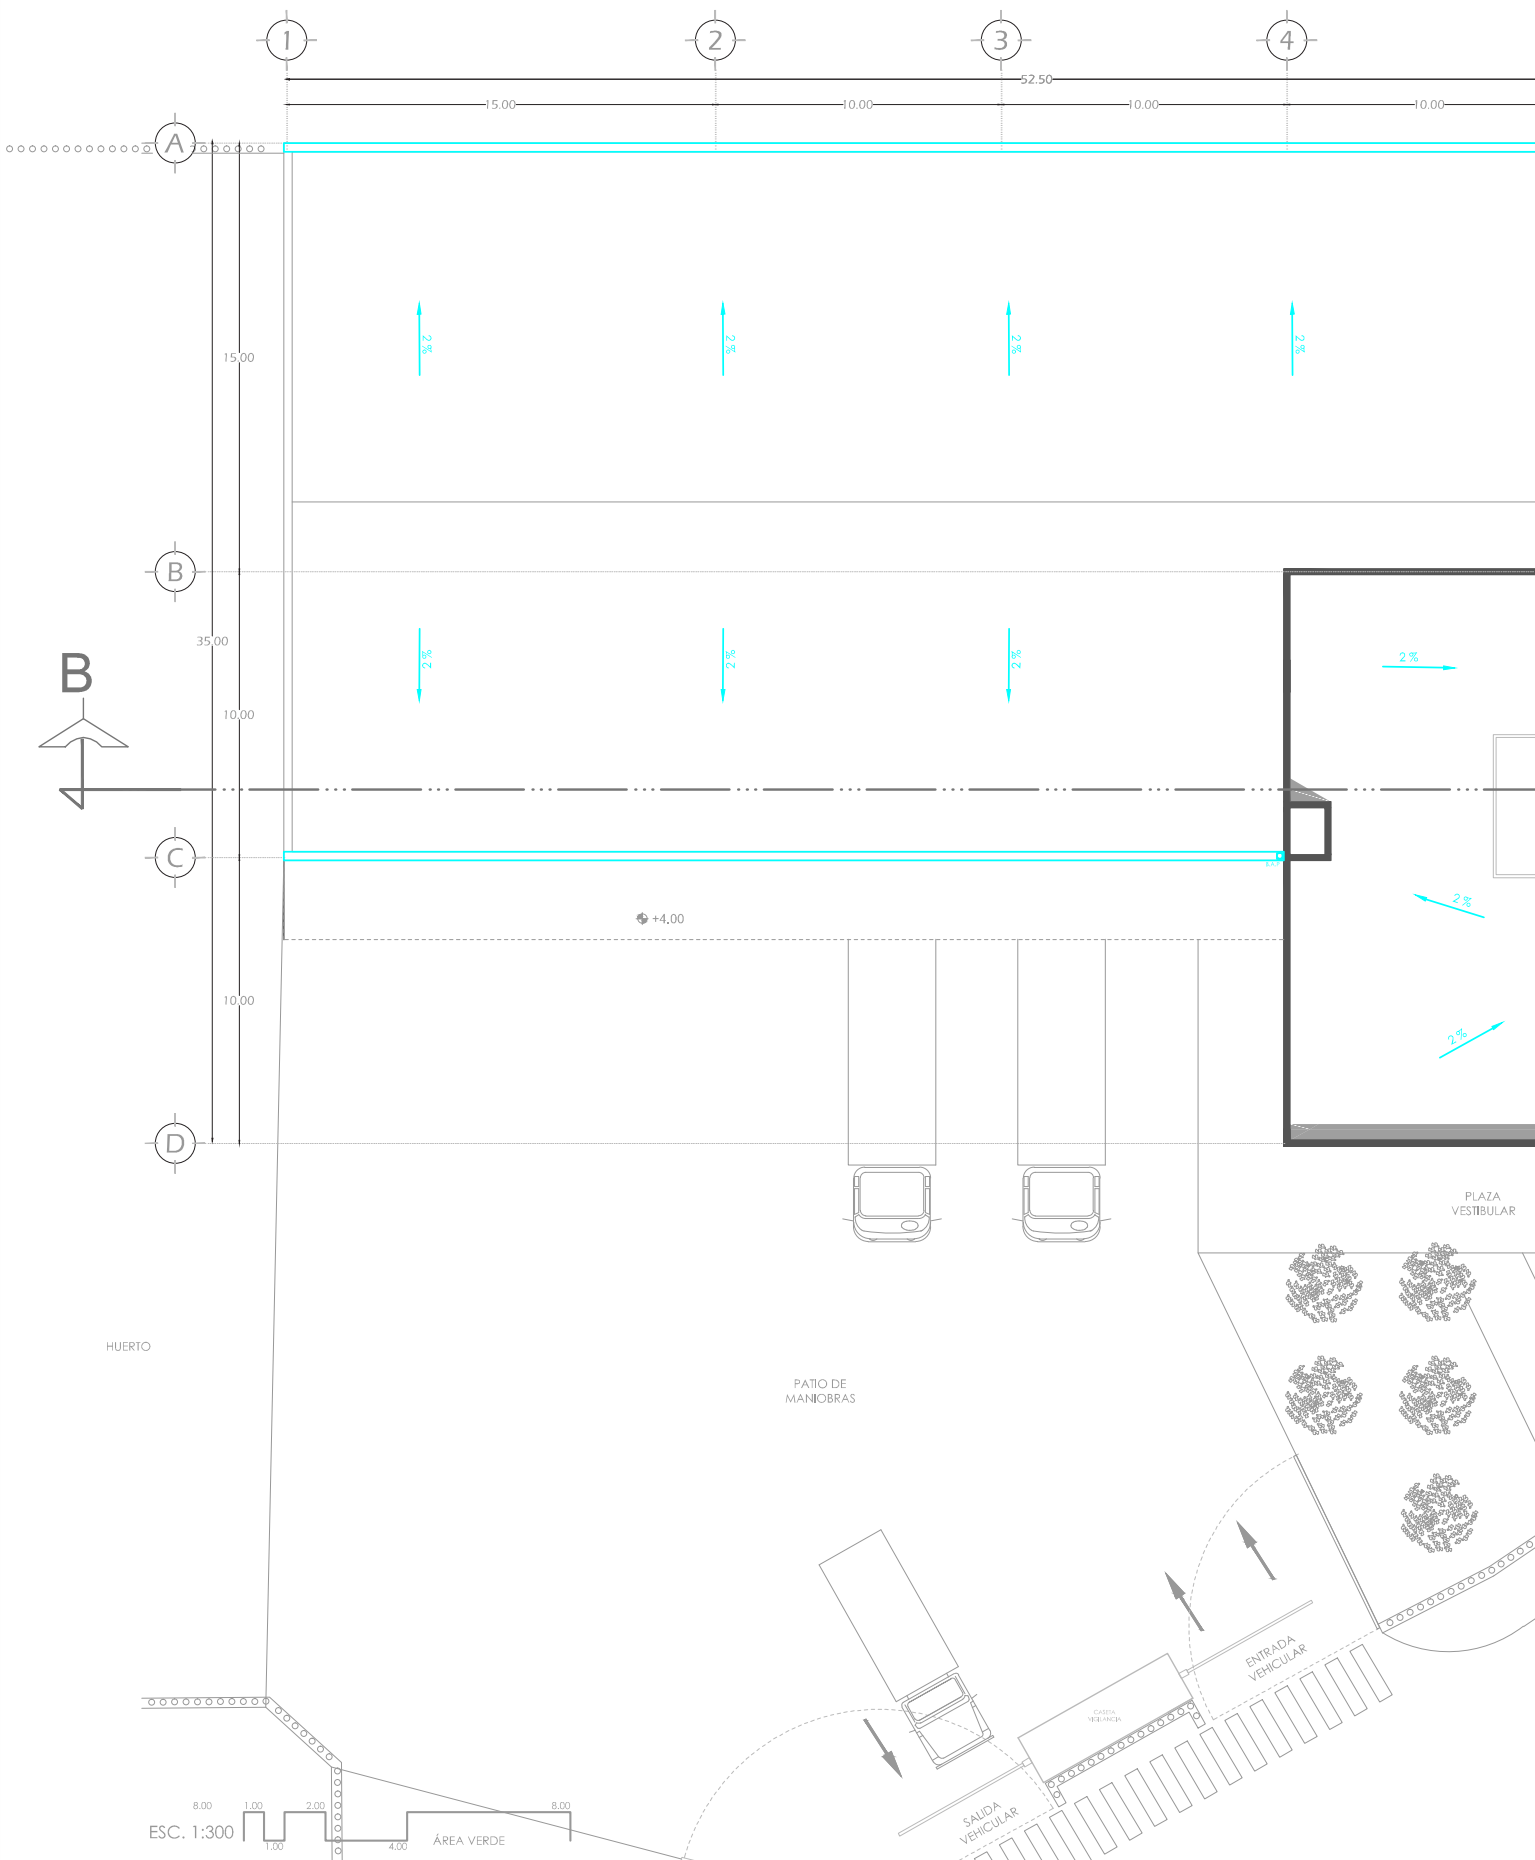 1
2
3
4
52.50
15.00
10.00
10.00
10.00
A
2%
2%
2%
2%
15.00
B
35.00
2%
2%
2%
2%
B
10.00
C
2%
+4.00
10.00
2%
D
PLAZA
VESTIBULAR
HUERTO
PATIO DE
MANIOBRAS
ENTRADA
VEHICULAR
CASETA
VIGILANCIA
SALIDA
VEHICULAR
8.00
1.00
2.00
8.00
ESC. 1:300
1.00
4.00
ÁREA VERDE